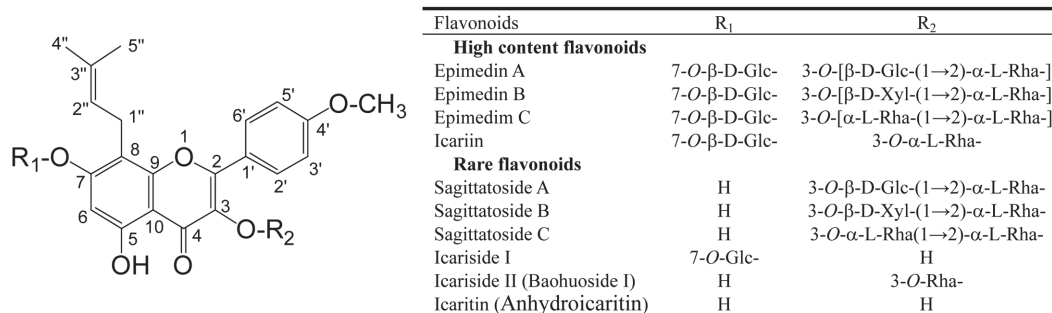 4'' 5''
3''
2'' 1''
R1-O 8 9 O 1 2
7 6 5 10 4 3
OH O O-R2
1' 2' 3' 4' 5' 6'
O-CH3
Flavonoids R1 R2
High content flavonoids
Epimedin A 7-O-β-D-Glc- 3-O-[β-D-Glc-(1→2)-α-L-Rha-]
Epimedin B 7-O-β-D-Glc- 3-O-[β-D-Xyl-(1→2)-α-L-Rha-]
Epimedim C 7-O-β-D-Glc- 3-O-[α-L-Rha-(1→2)-α-L-Rha-]
Icariin 7-O-β-D-Glc- 3-O-α-L-Rha-
Rare flavonoids
Sagittatoside A H 3-O-β-D-Glc-(1→2)-α-L-Rha-
Sagittatoside B H 3-O-β-D-Xyl-(1→2)-α-L-Rha-
Sagittatoside C H 3-O-α-L-Rha(1→2)-α-L-Rha-
Icariside I 7-O-Glc- H
Icariside II (Baohuoside I) H 3-O-Rha-
Icaritin (Anhydroicaritin) H H